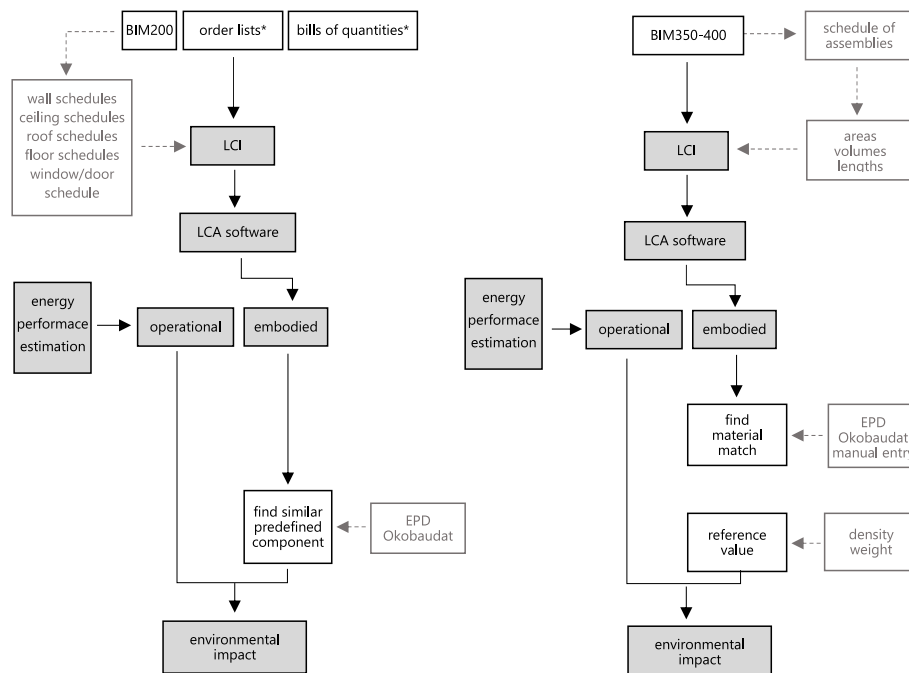 BIM200
order lists*
bills of quantities*
wall schedules
ceiling schedules
roof schedules
floor schedules
window/door
schedule
LCI
LCA software
energy
performace
estimation
operational
embodied
find similar
predefined
component
EPD
Okobaudat
environmental
impact
BIM350-400
schedule of
assemblies
LCI
areas
volumes
lengths
LCA software
energy
performace
estimation
operational
embodied
find
material
match
EPD
Okobaudat
manual entry
reference
value
density
weight
environmental
impact